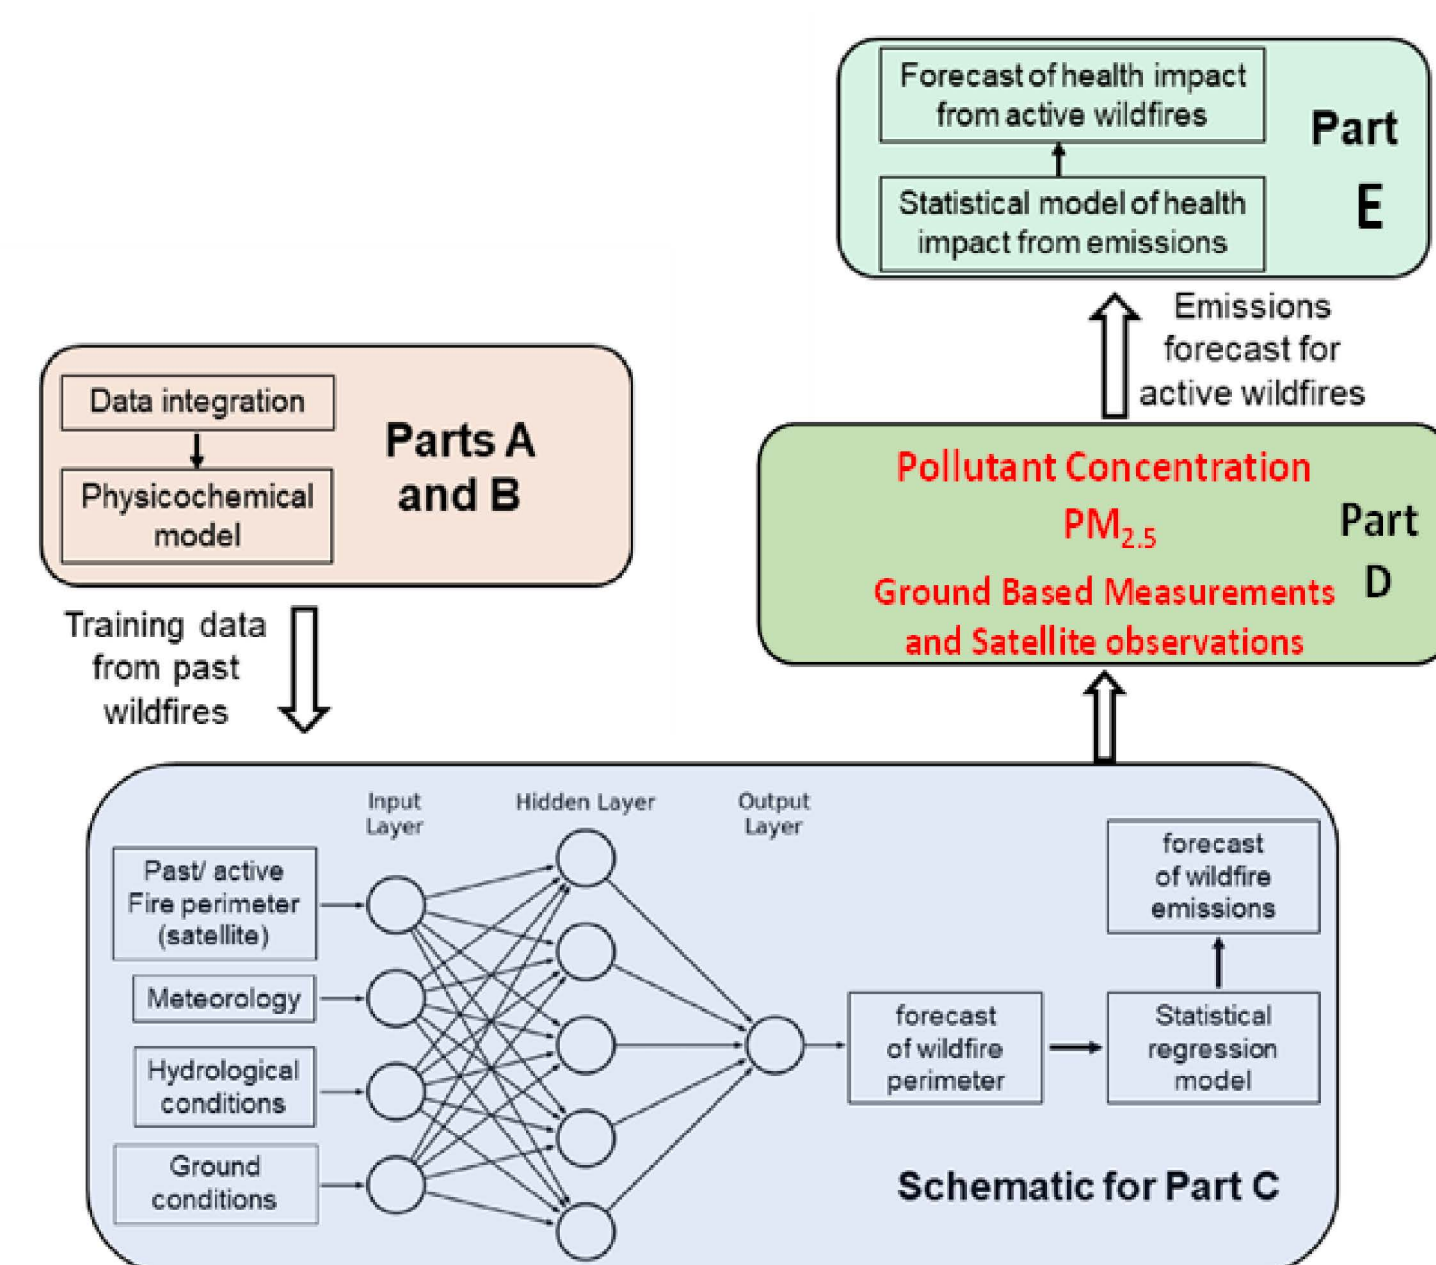 Forecast of health impact
from active wildfires
Statistical model of health
impact from emissions
Part
E
Emissions
forecast for
active wildfires
Data integration
Physicochemical
model
Parts A
and B
Pollutant Concentration
PM2.5
Ground Based Measurements
and Satellite observations
Part
D
Training data
from past
wildfires
Input
Layer
Hidden Layer
Output
Layer
Past/ active
Fire perimeter
(satellite)
Meteorology
Hydrological
conditions
Ground
conditions
forecast
of wildfire
perimeter
Statistical
regression
model
forecast
of wildfire
emissions
Schematic for Part C